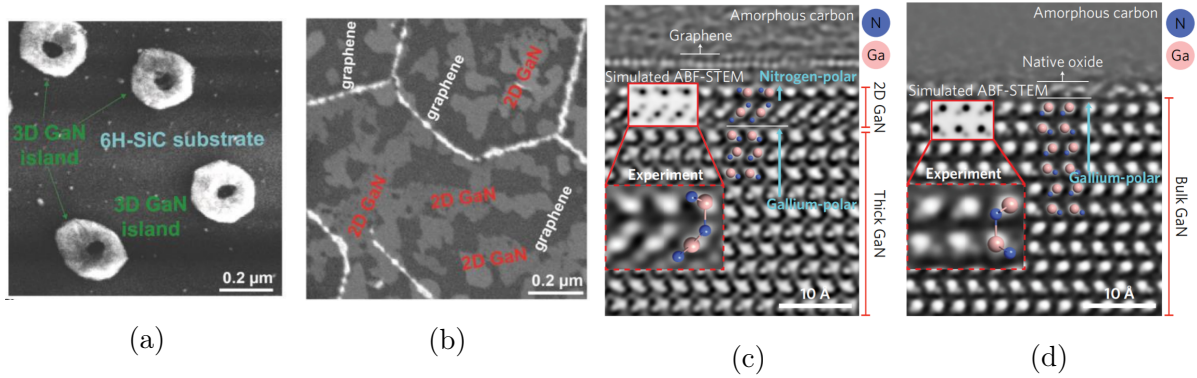 3D GaN
island
6H-SiC substrate
3D GaN
island
0.2 μm
(a)
graphene
graphene
2D GaN
2D GaN
2D GaN
2D GaN
graphene
0.2 μm
(b)
Amorphous carbon
Graphene
Simulated ABF-STEM
Nitrogen-polar
Experiment
Gallium-polar
10 Å
N
Ga
2D GaN
Thick GaN
(c)
Amorphous carbon
Native oxide
Simulated ABF-STEM
Experiment
Gallium-polar
10 Å
N
Ga
Bulk GaN
(d)